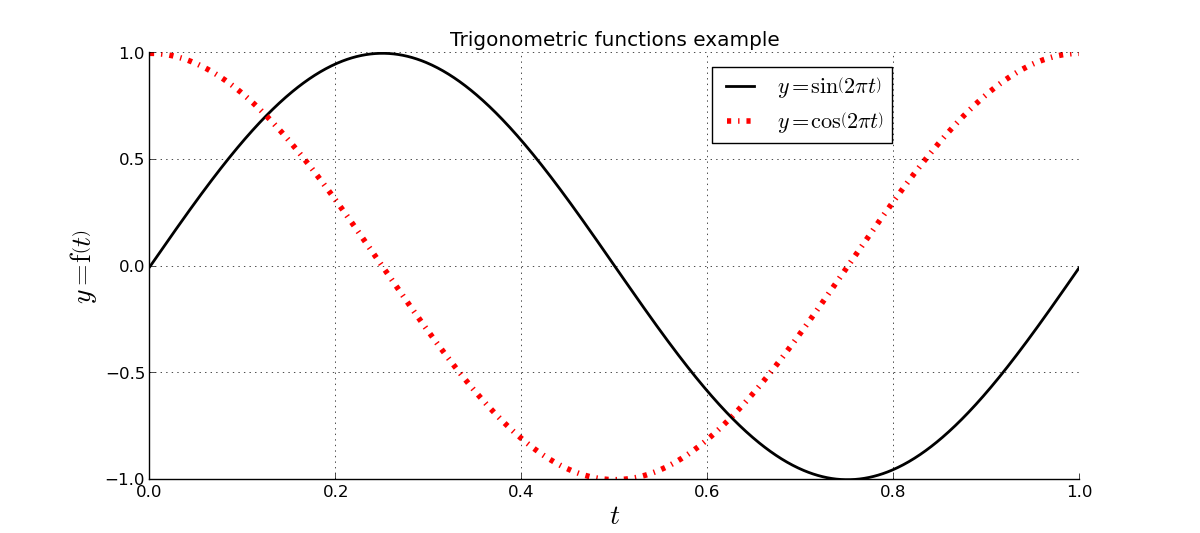 Trigonometric functions example
1.0
0.5
0.0
−0.5
−1.0
y=f(t)
y=sin(2πt)
y=cos(2πt)
0.0 0.2 0.4 0.6 0.8 1.0
t